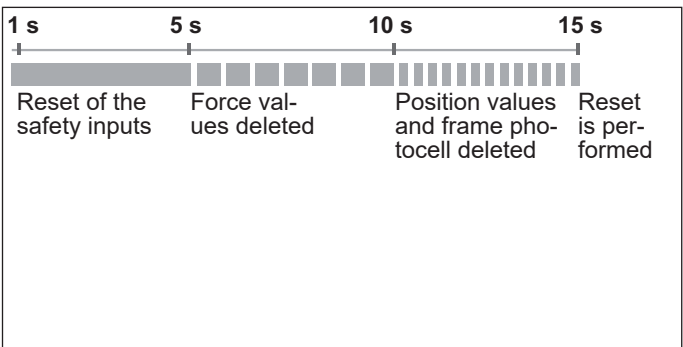 1 s 5 s 10 s 15 s
Reset of the
safety inputs
Force val-
ues deleted
Position values
and frame pho-
tocell deleted
Reset
is per-
formed